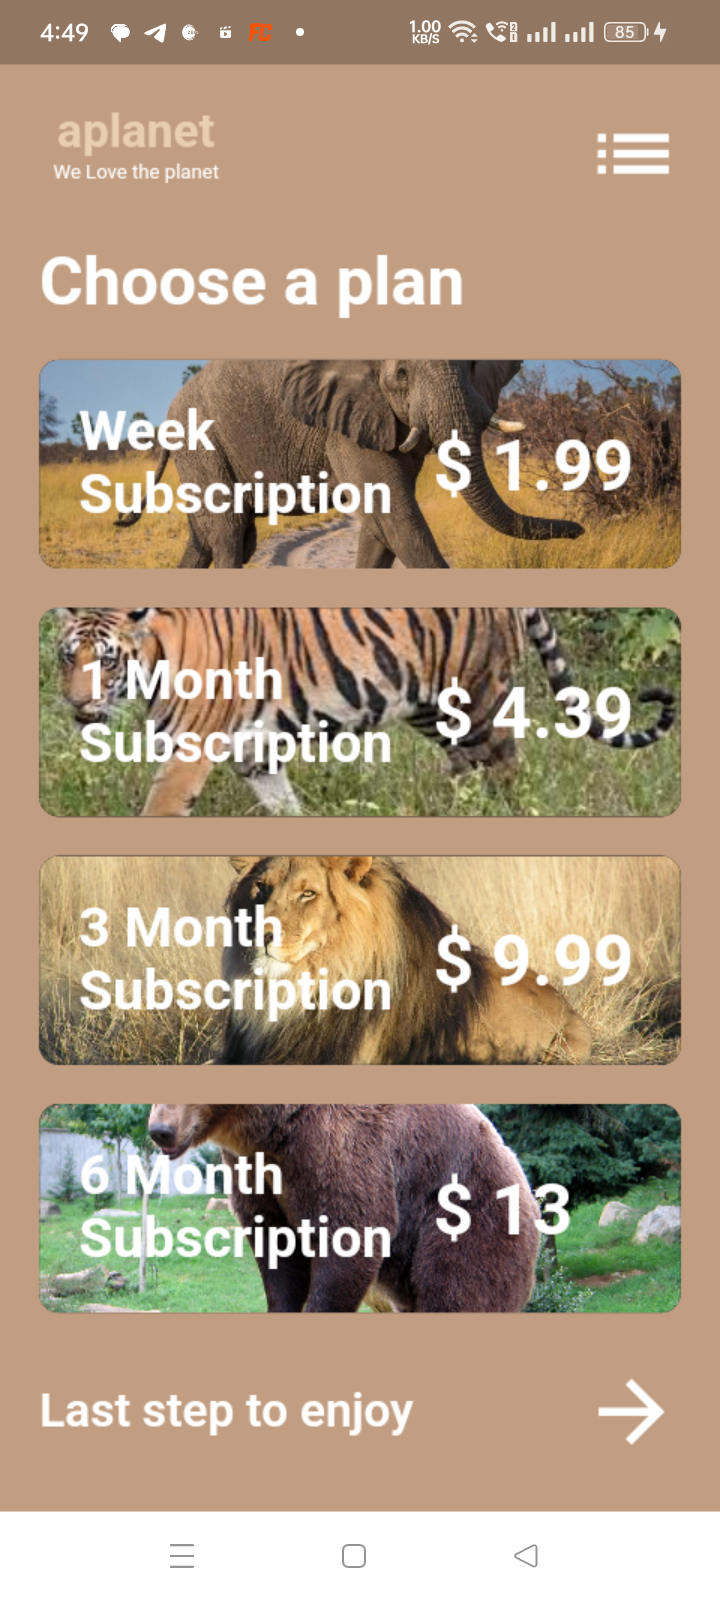 4:49
1.00
KB/S
85
aplanet
We Love the planet
Choose a plan
Week
Subscription
$ 1.99
1 Month
Subscription
$ 4.39
3 Month
Subscription
$ 9.99
6 Month
Subscription
$ 13
Last step to enjoy